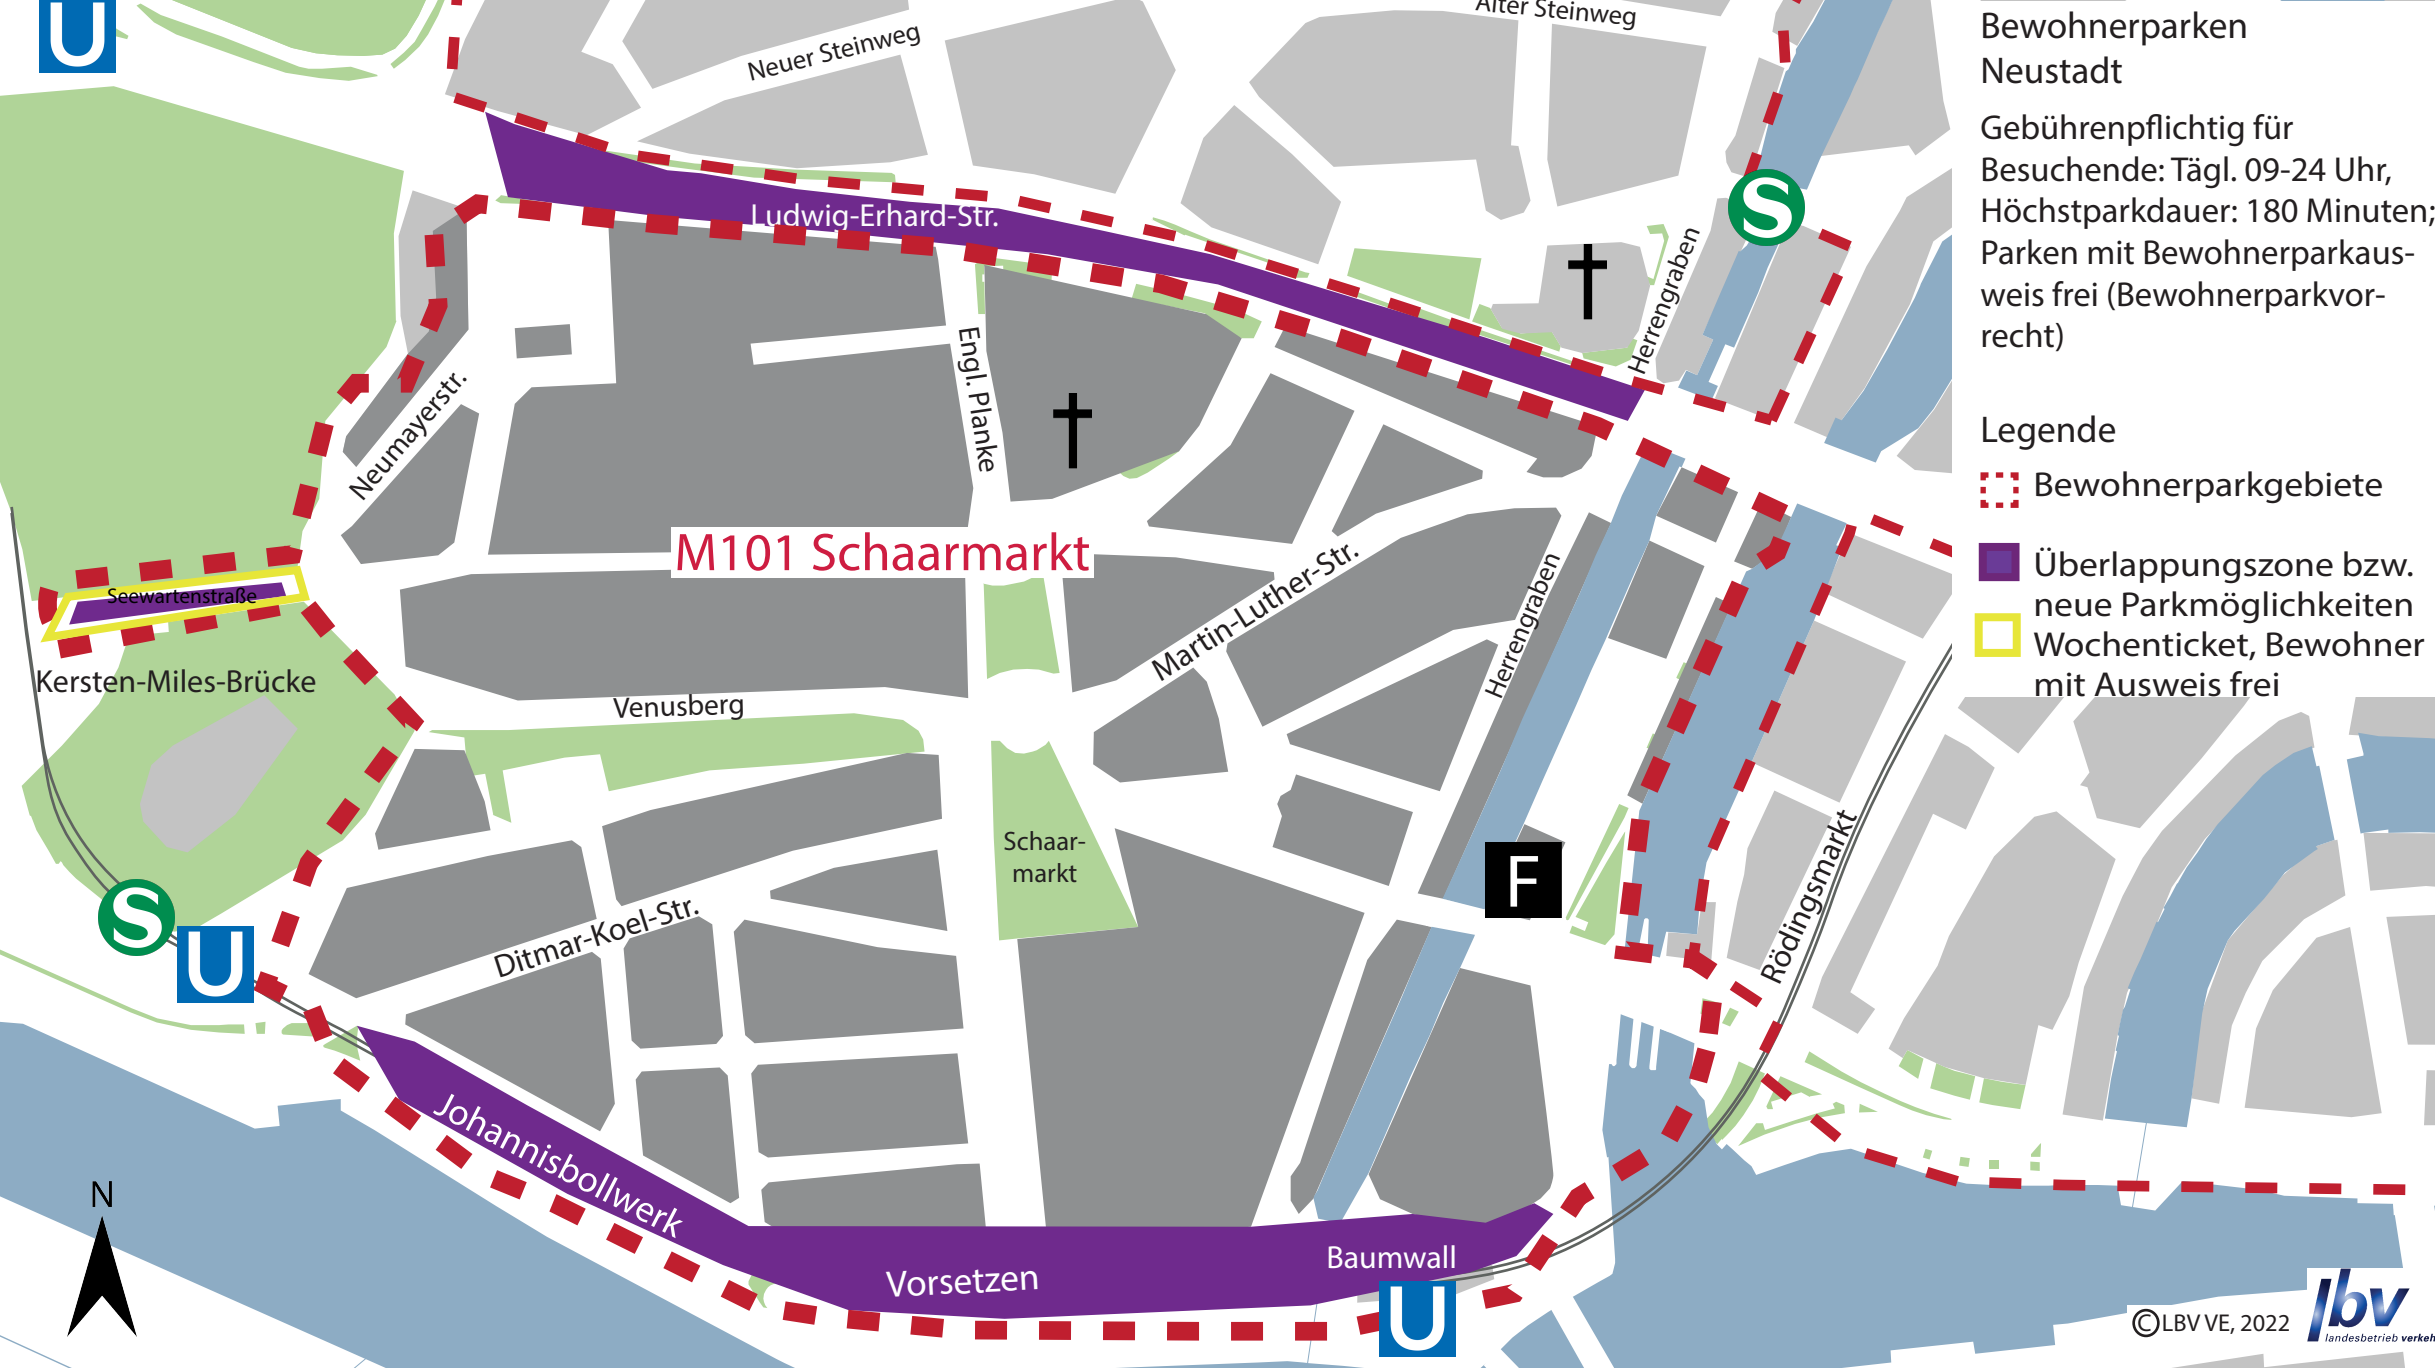 U
Neuer Steinweg
Alter Steinweg
Bewohnerparken
Neustadt
Gebührenpflichtig für
Besuchende: Tägl. 09-24 Uhr,
Höchstparkdauer: 180 Minuten;
Parken mit Bewohnerparkaus-
weis frei (Bewohnerparkvor-
recht)
S
Ludwig-Erhard-Str.
Herrengraben
Engl. Planke
Neumayerstr.
Legende
Bewohnerparkgebiete
Überlappungszone bzw.
neue Parkmöglichkeiten
Wochenticket, Bewohner
mit Ausweis frei
M101 Schaarmarkt
Seewartenstraße
Martin-Luther-Str.
Herrengraben
Kersten-Miles-Brücke
Venusberg
Schaar-
markt
F
Rödingsmarkt
S
U
Ditmar-Koel-Str.
Johannisbollwerk
Vorsetzen
Baumwall
U
N
©LBV VE, 2022
lbv
landesbetrieb verkeh